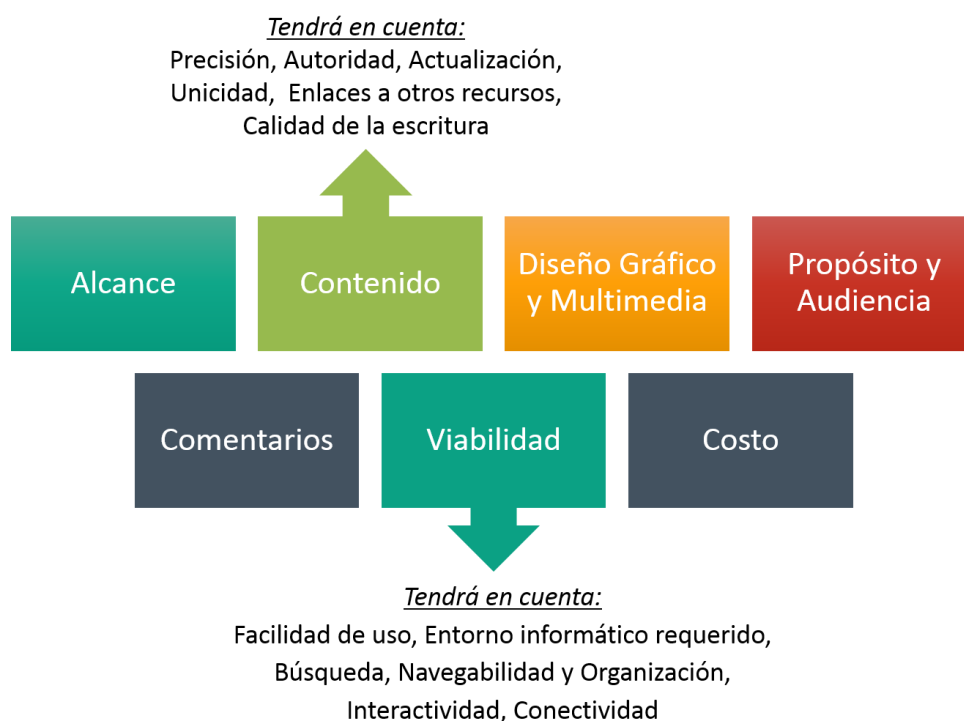 Tendrá en cuenta:
Precisión, Autoridad, Actualización,
Unicidad,  Enlaces a otros recursos,
Calidad de la escritura
Alcance
Contenido
Diseño Gráfico
y Multimedia
Propósito y
Audiencia
Comentarios
Viabilidad
Costo
Tendrá en cuenta:
Facilidad de uso, Entorno informático requerido,
Búsqueda, Navegabilidad y Organización,
Interactividad, Conectividad